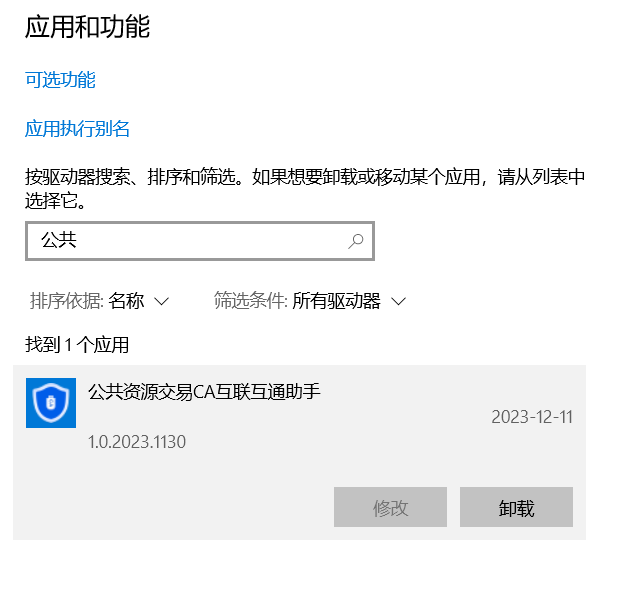 应用和功能
可选功能
应用执行别名
按驱动器搜索、排序和筛选。如果想要卸载或移动某个应用，请从列表中
选择它。
公共
排序依据: 名称 筛选条件: 所有驱动器
找到 1 个应用
公共资源交易CA互联互通助手
2023-12-11
1.0.2023.1130
修改 卸载